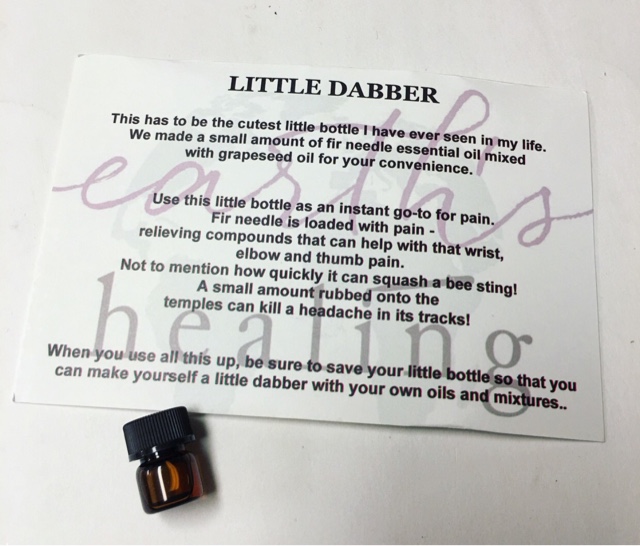 LITTLE DABBER
This has to be the cutest little bottle I have ever seen in my life.
We made a small amount of fir needle essential oil mixed
with grapeseed oil for your convenience.
Use this little bottle as an instant go-to for pain.
Fir needle is loaded with pain -
relieving compounds that can help with that wrist,
elbow and thumb pain.
Not to mention how quickly it can squash a bee sting!
A small amount rubbed onto the
temples can kill a headache in its tracks!
When you use all this up, be sure to save your little bottle so that you
can make yourself a little dabber with your own oils and mixtures..
earth's
healing